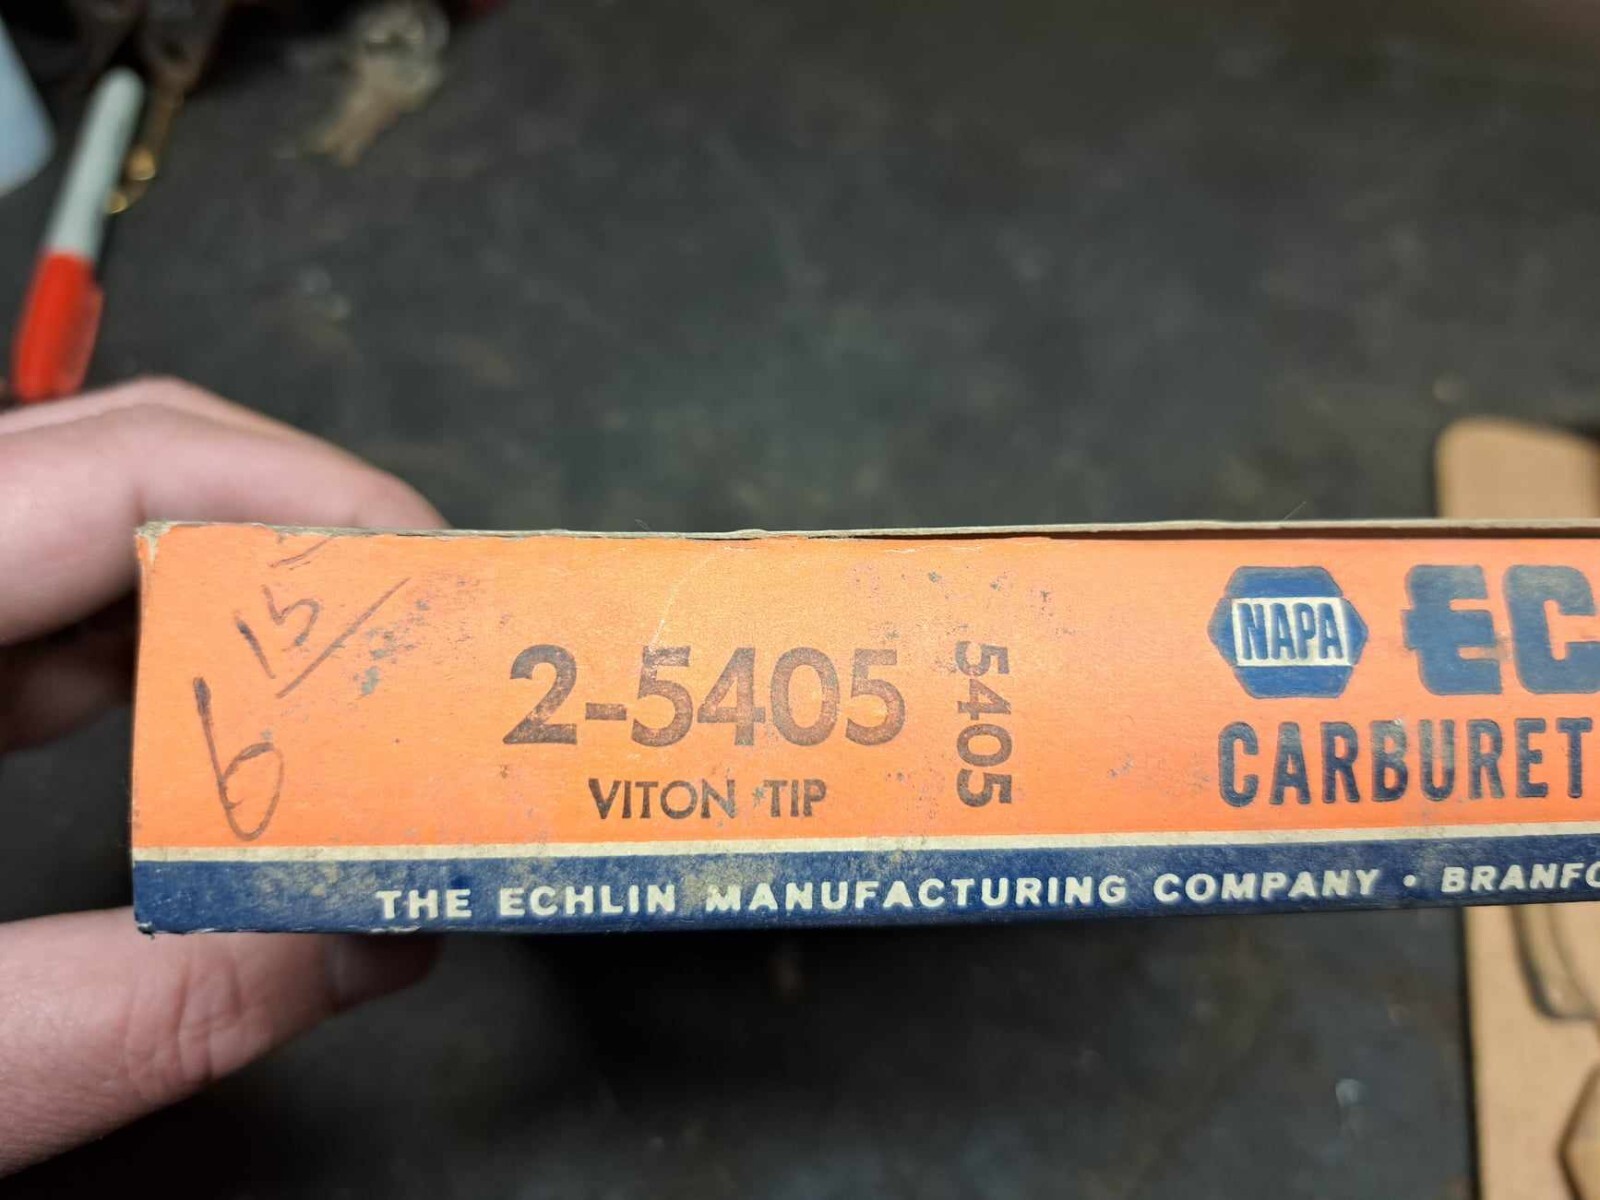 15
6
2-5405
VITON TIP
5405
NAPA
EC
CARBURET
THE ECHLIN MANUFACTURING COMPANY • BRANFO